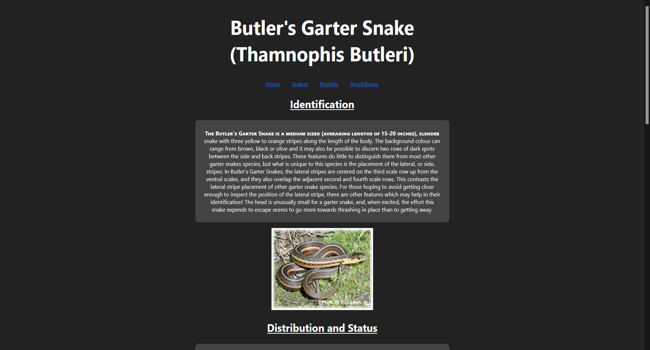 Butler's Garter Snake
(Thamnophis Butleri)
Home Snakes Reptiles Amphibians
Identification
The Butler's Garter Snake is a medium sized (averaging lengths of 15-20 inches), slender
snake with three yellow to orange stripes along the length of the body. The background colour can
range from brown, black or olive and it may also be possible to discern two rows of dark spots
between the side and back stripes. These features do little to distinguish them from most other
garter snakes species, but what is unique to this species is the placement of the lateral, or side,
stripes. In Butler's Garter Snakes, the lateral stripes are centred on the third scale row up from the
ventral scales, and they also overlap the adjacent second and fourth scale rows. This contrasts the
lateral stripe placement of other garter snake species. For those hoping to avoid getting close
enough to inspect the position of the lateral stripe, there are other features which may help in their
identification! The head is unusually small for a garter snake, and, when excited, the effort this
snake expends to escape seems to go more towards thrashing in place than to getting away.
Distribution and Status